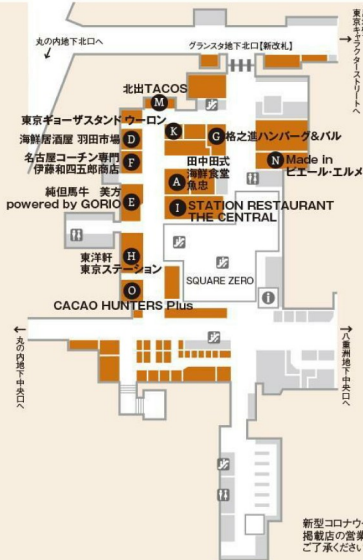 丸の内地下北口へ
グランスタ地下北口【新改札】
東京キャラクターストリートへ
北出TACOS
M
東京ギョーザスタンド ウーロン
K
海鮮居酒屋 羽田市場
D
G
格之進ハンバーグ&バル
名古屋コーチン専門
伊藤和四五郎商店
F
田中田式
海鮮食堂
魚忠
A
N
Made in
ピエール・エルメ
純但馬牛 美方
powered by GORIO
E
I
STATION RESTAURANT
THE CENTRAL
H
東洋軒
東京ステーション
SQUARE ZERO
O
CACAO HUNTERS Plus
丸の内地下中央口へ
八重洲地下中央口へ
新型コロナウ
掲載店の営業
ご了承くださ